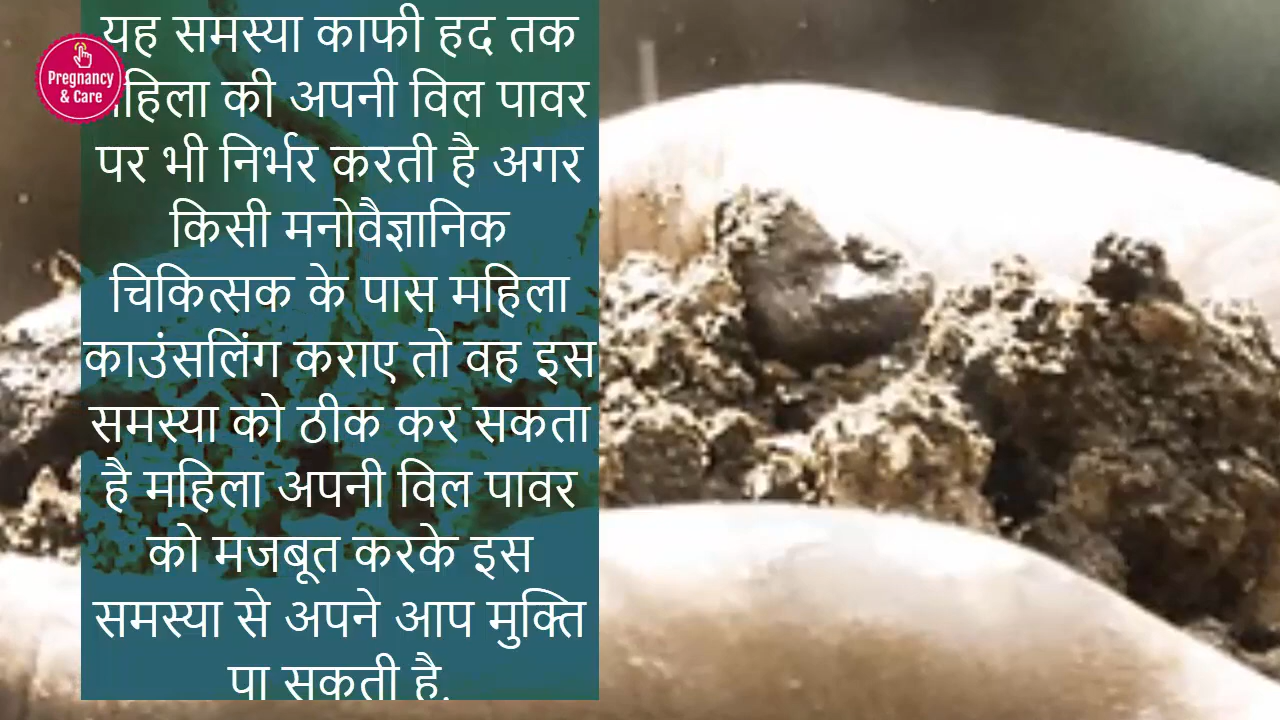 यह समस्या काफी हद तक
Pregnancy
& Care
महिला की अपनी विल पावर
पर भी निर्भर करती है अगर
किसी मनोवैज्ञानिक
चिकित्सक के पास महिला
काउंसलिंग कराए तो वह इस
समस्या को ठीक कर सकता
है महिला अपनी विल पावर
को मजबूत करके इस
समस्या से अपने आप मुक्ति
पा सकती है.